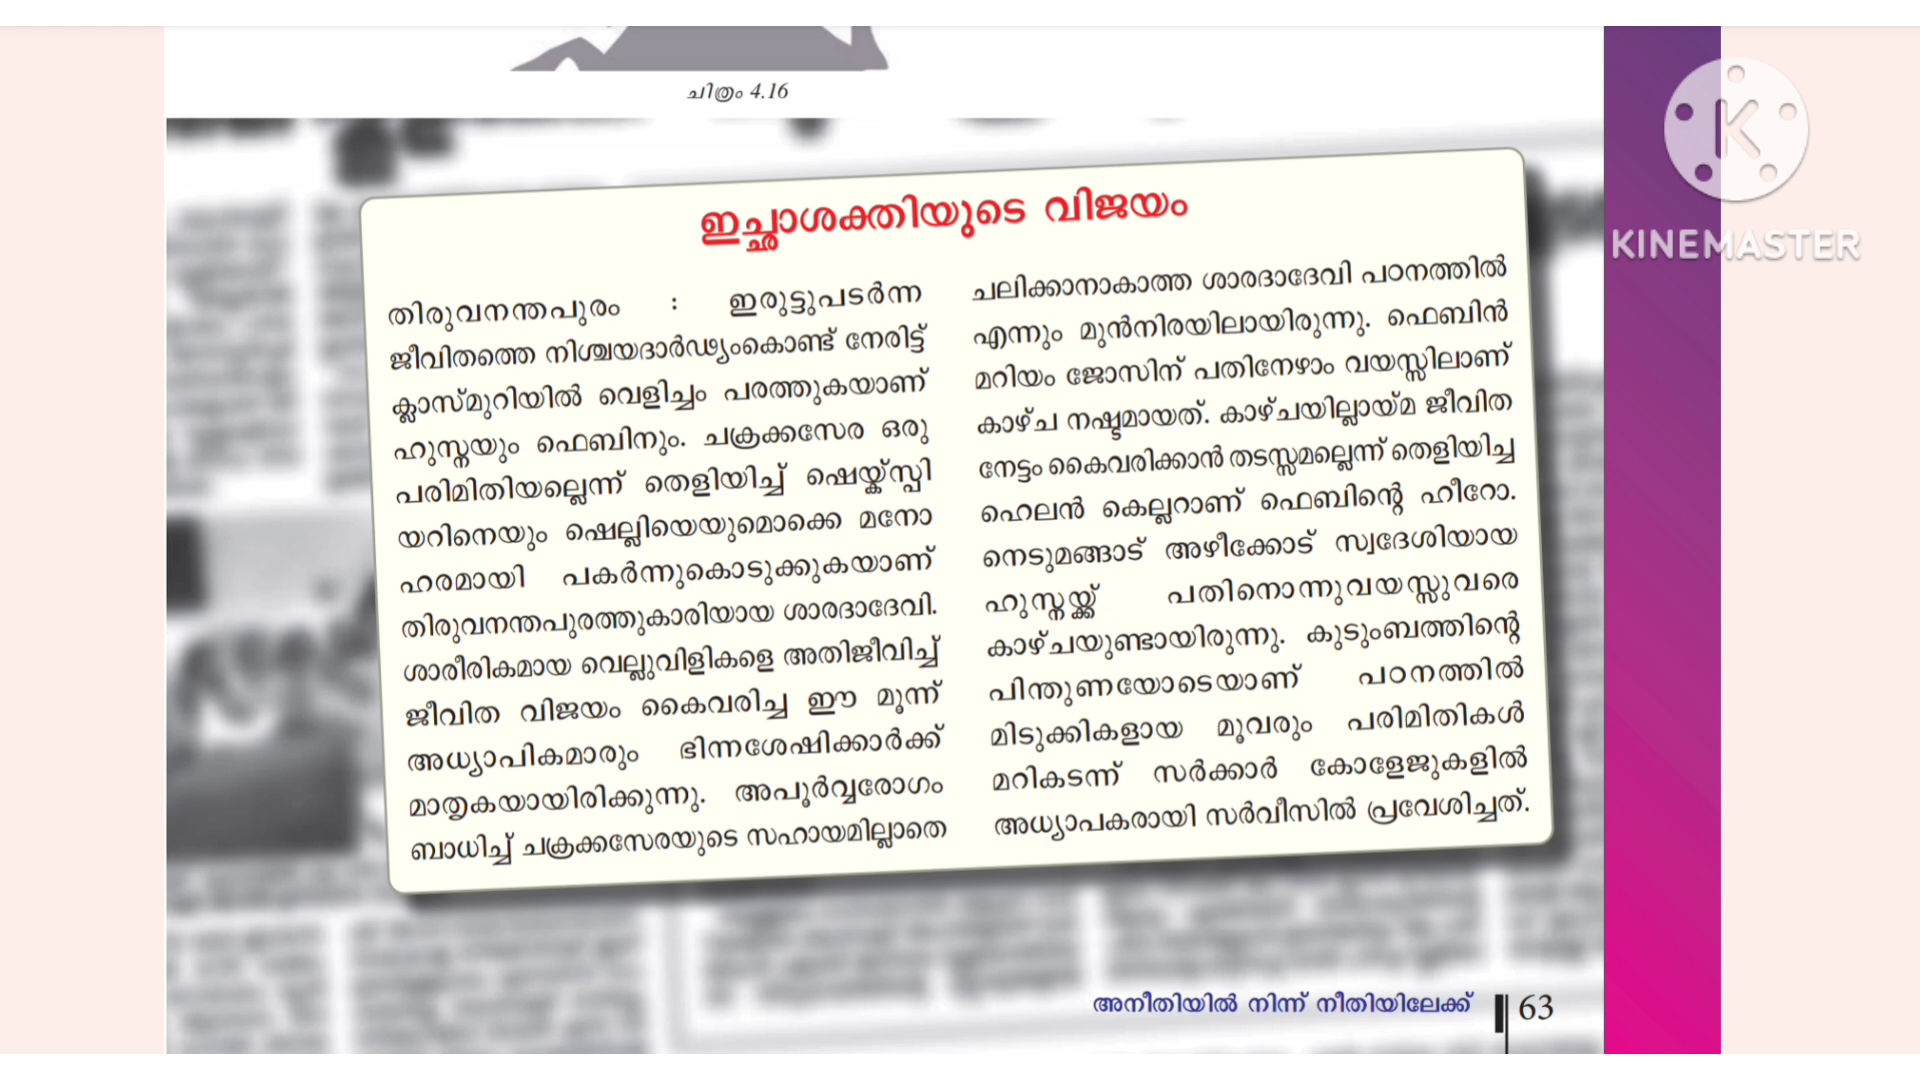 ചിത്രം 4.16
ഇച്ഛാശക്തിയുടെ വിജയം
തിരുവനന്തപുരം : ഇരുട്ടുപടർന്ന
ജീവിതത്തെ നിശ്ചയദാർഢ്യംകൊണ്ട് നേരിട്ട്
ക്ലാസ്മുറിയിൽ വെളിച്ചം പരത്തുകയാണ്
ഹുസ്നയും ഫെബിനും. ചക്രക്കസേര ഒരു
പരിമിതിയല്ലെന്ന് തെളിയിച്ച് ഷെയ്ക്സ്പി
യറിനെയും ഷെല്ലിയെയുമൊക്കെ മനോ
ഹരമായി പകർന്നുകൊടുക്കുകയാണ്
തിരുവനന്തപുരത്തുകാരിയായ ശാരദാദേവി.
ശാരീരികമായ വെല്ലുവിളികളെ അതിജീവിച്ച്
ജീവിത വിജയം കൈവരിച്ച ഈ മൂന്ന്
അധ്യാപികമാരും ഭിന്നശേഷിക്കാർക്ക്
മാതൃകയായിരിക്കുന്നു. അപൂർവ്വരോഗം
ബാധിച്ച് ചക്രക്കസേരയുടെ സഹായമില്ലാതെ
ചലിക്കാനാകാത്ത ശാരദാദേവി പഠനത്തിൽ
എന്നും മുൻനിരയിലായിരുന്നു. ഫെബിൻ
മറിയം ജോസിന് പതിനേഴാം വയസ്സിലാണ്
കാഴ്ച നഷ്ടമായത്. കാഴ്ചയില്ലായ്മ ജീവിത
നേട്ടം കൈവരിക്കാൻ തടസ്സമല്ലെന്ന് തെളിയിച്ച
ഹെലൻ കെല്ലറാണ് ഫെബിന്റെ ഹീറോ.
നെടുമങ്ങാട് അഴീക്കോട് സ്വദേശിയായ
ഹുസ്നയ്ക്ക് പതിനൊന്നുവയസ്സുവരെ
കാഴ്ചയുണ്ടായിരുന്നു. കുടുംബത്തിന്റെ
പിന്തുണയോടെയാണ് പഠനത്തിൽ
മിടുക്കികളായ മൂവരും പരിമിതികൾ
മറികടന്ന് സർക്കാർ കോളേജുകളിൽ
അധ്യാപകരായി സർവീസിൽ പ്രവേശിച്ചത്.
അനീതിയിൽ നിന്ന് നീതിയിലേക്ക് 63
K
KINEMASTER